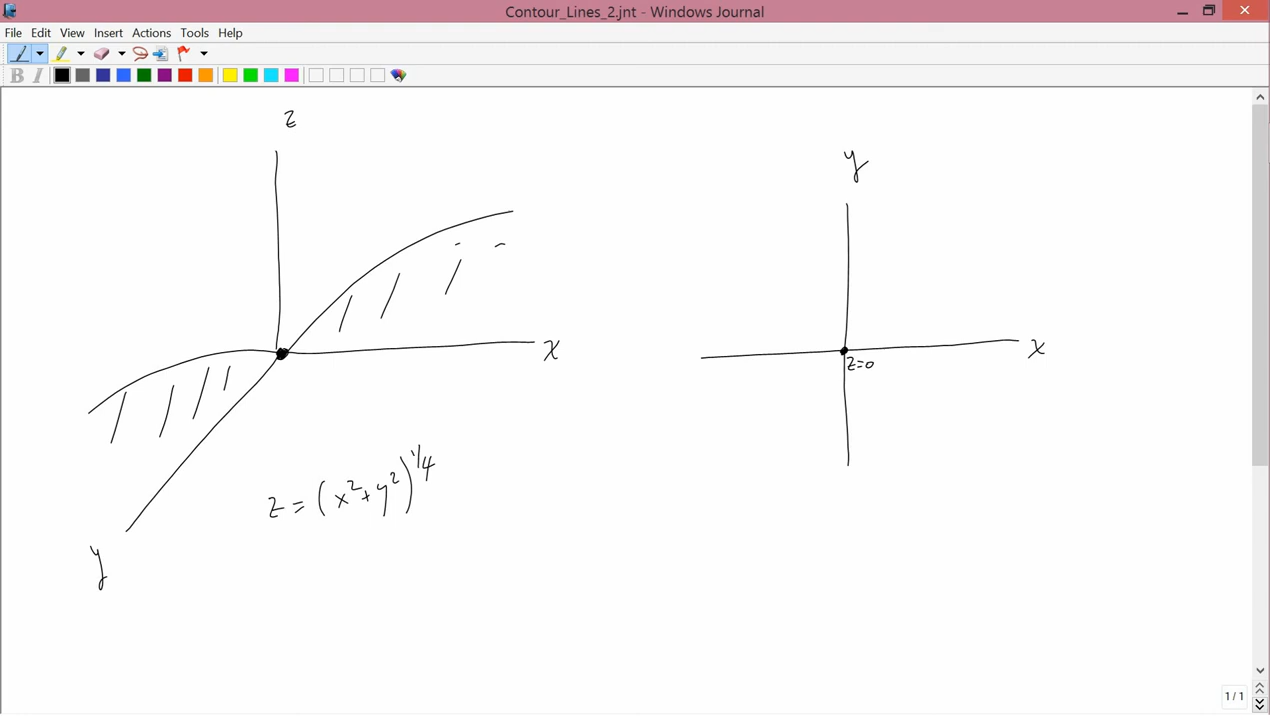 Contour_Lines_2.jnt - Windows Journal
File Edit View Insert Actions Tools Help
B I
z
y
x
x
z=0
z = (x²+y²)^1/4
y
1 / 1